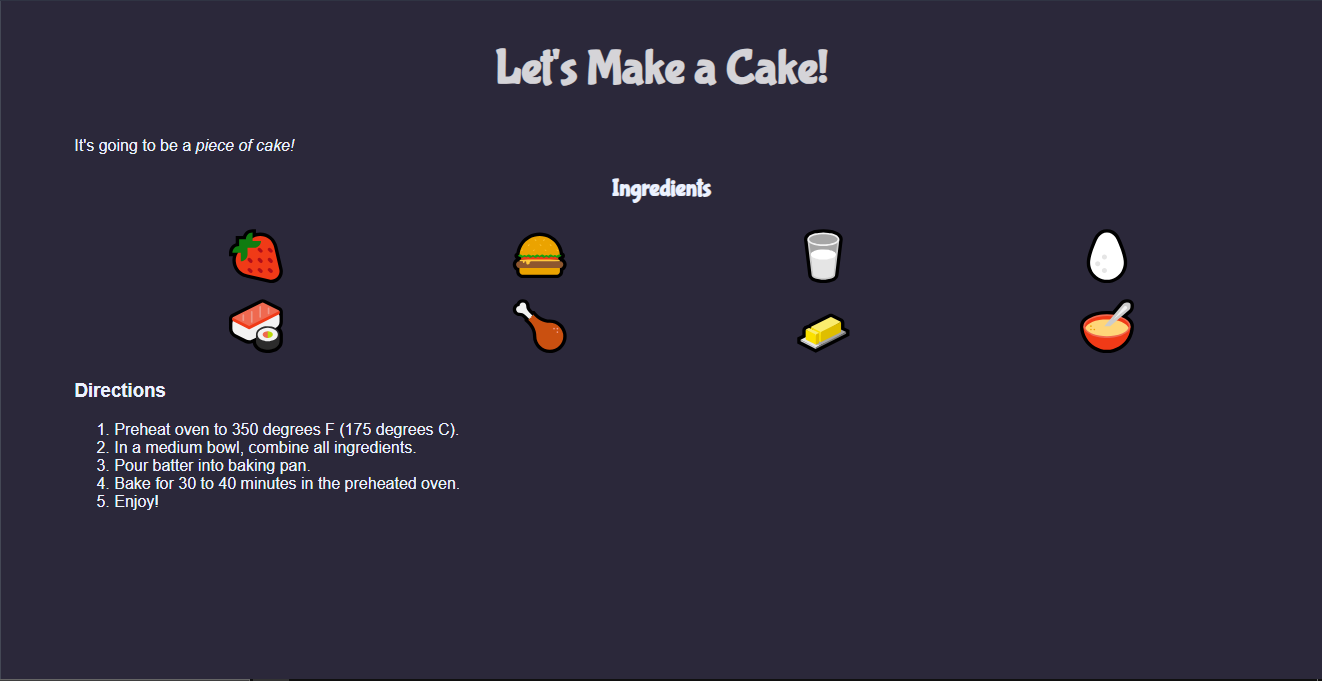 Let's Make a Cake!
It's going to be a piece of cake!
Ingredients
Directions
1. Preheat oven to 350 degrees F (175 degrees C).
2. In a medium bowl, combine all ingredients.
3. Pour batter into baking pan.
4. Bake for 30 to 40 minutes in the preheated oven.
5. Enjoy!